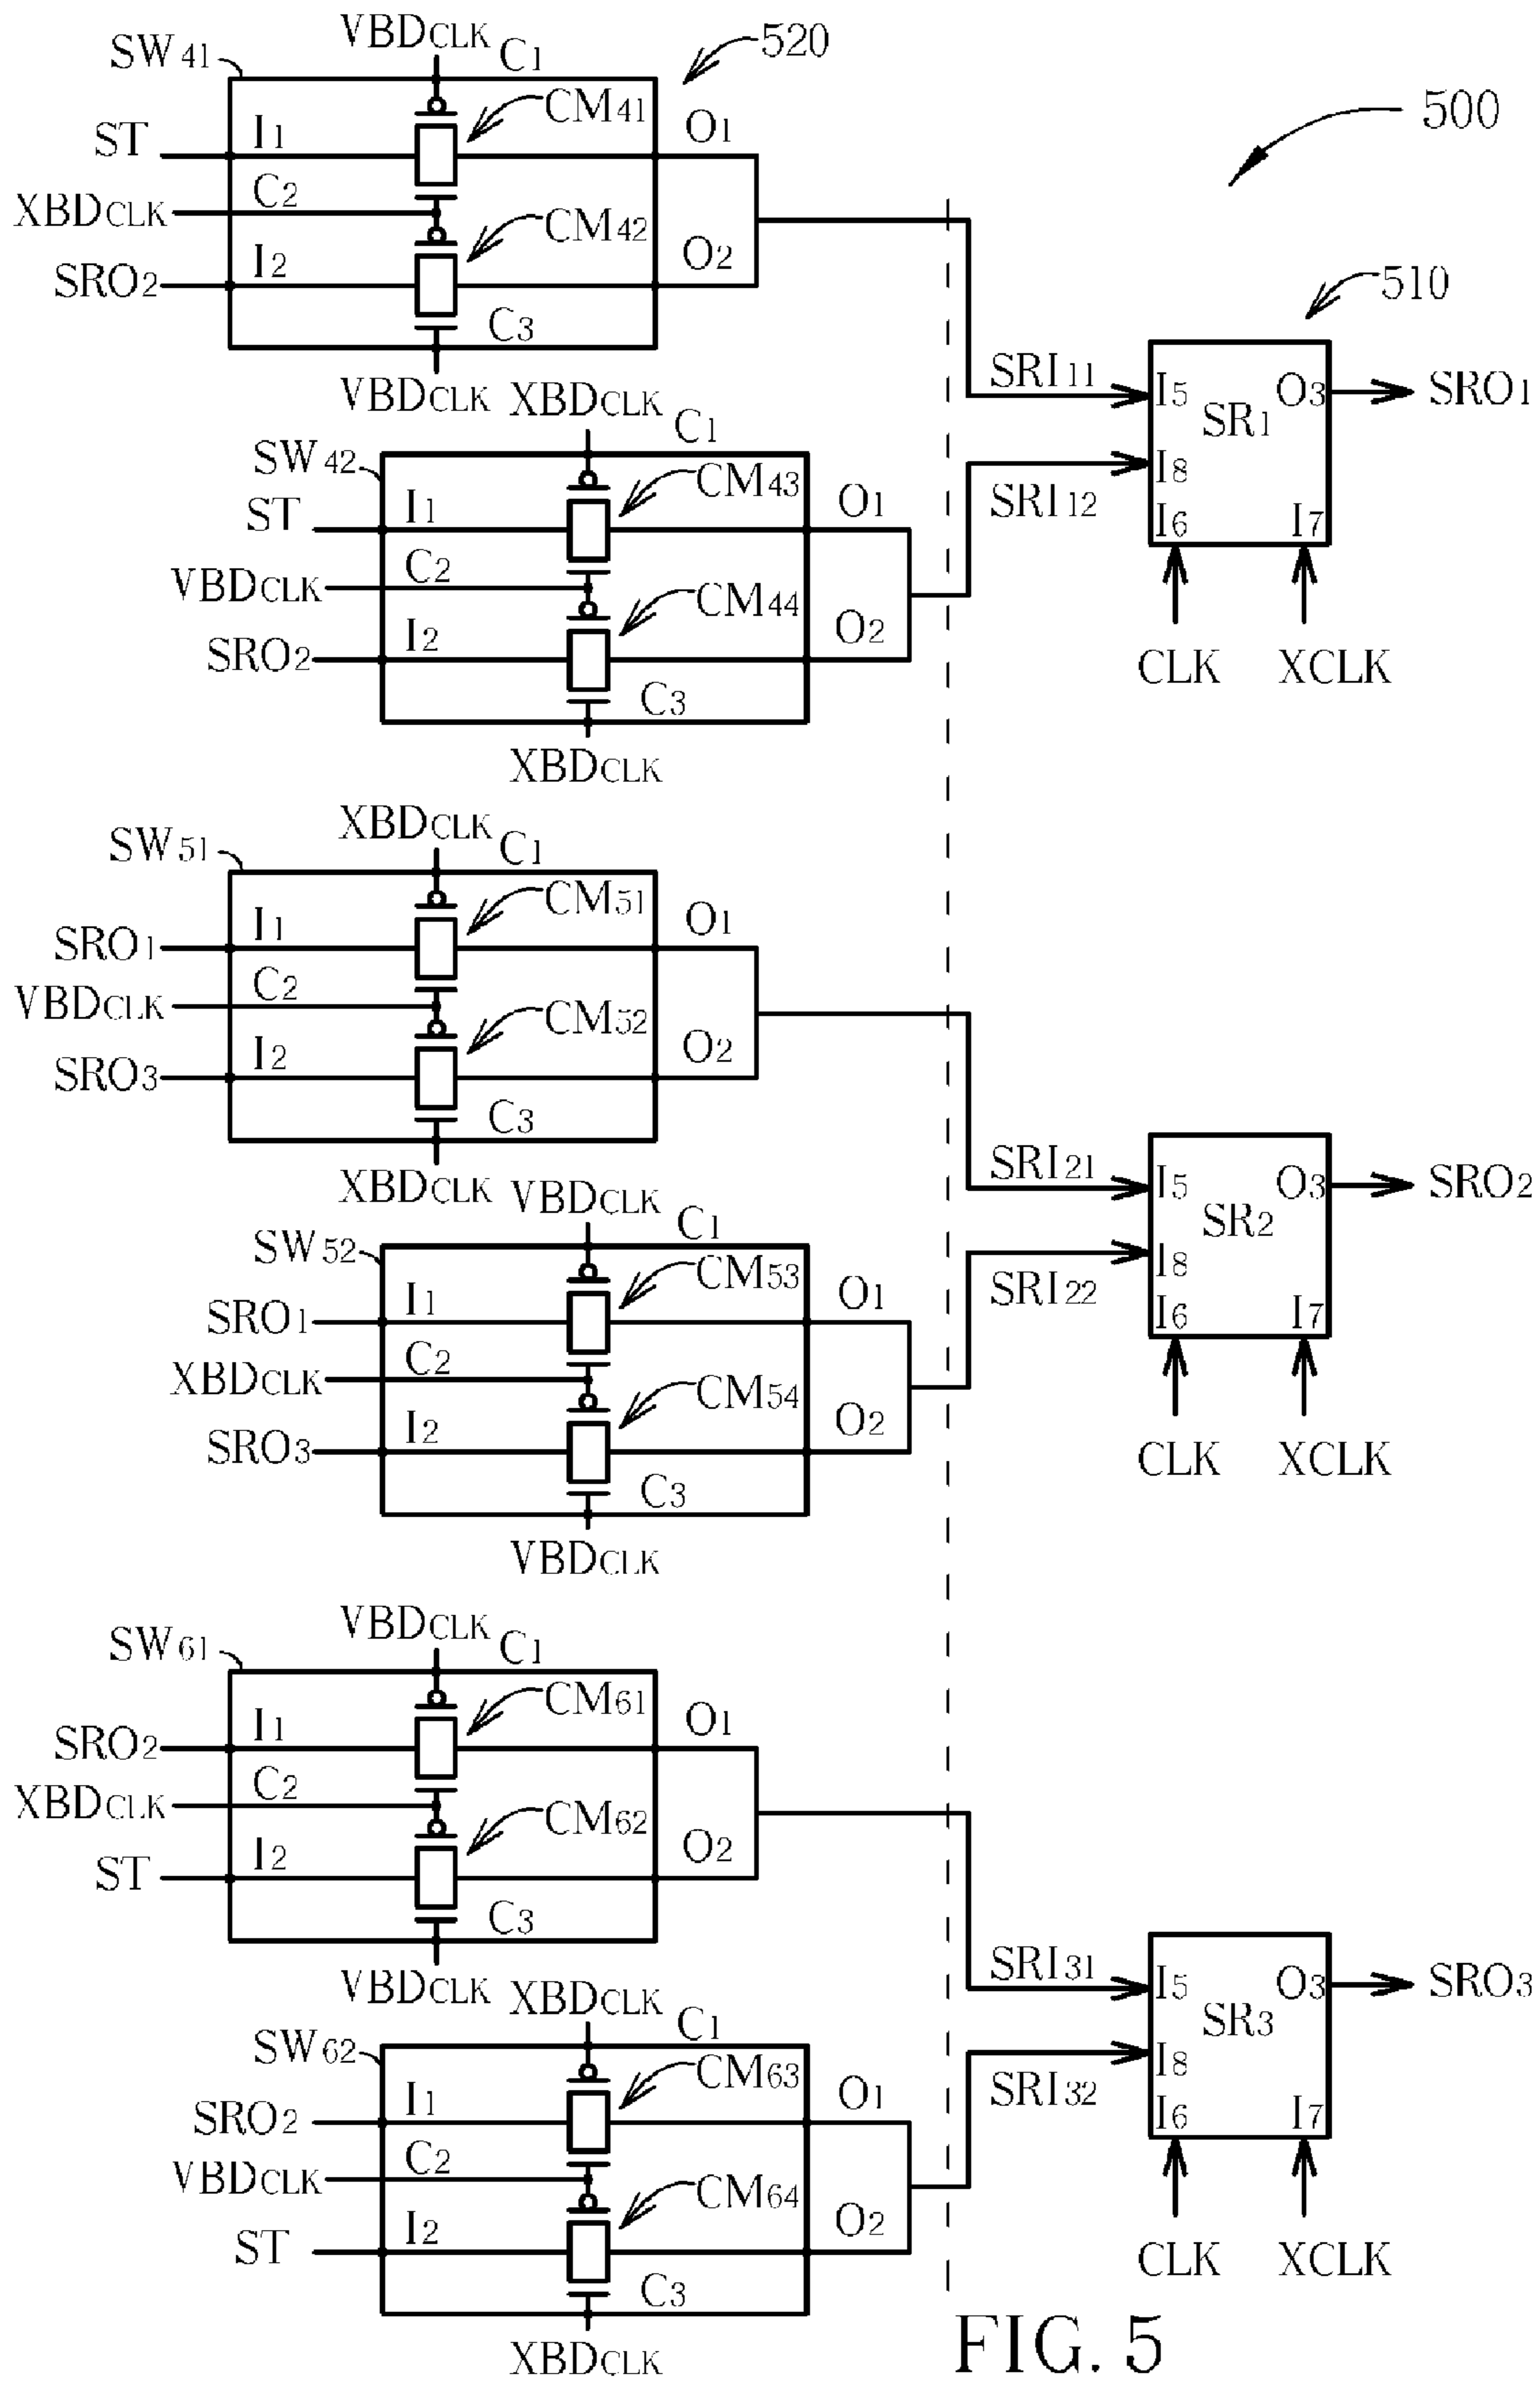 VBDCLK
SW41
C1
520
CM41
O1
500
ST
I1
XBDCLK
C2
CM42
O2
SRO2
I2
C3
510
VBDCLK
XBDCLK
SRI11
I5
O3
SRO1
SR1
C1
SW42
CM43
I8
ST
I1
O1
SRI12
I6
I7
VBDCLK
C2
CM44
O2
SRO2
I2
C3
CLK
XCLK
XBDCLK
XBDCLK
SW51
C1
CM51
O1
SRO1
I1
VBDCLK
C2
CM52
O2
SRO3
I2
C3
XBDCLK
VBDCLK
SRI21
I5
O3
SRO2
SR2
C1
SW52
CM53
I8
SRO1
I1
O1
SRI22
I6
I7
XBDCLK
C2
CM54
O2
SRO3
I2
C3
CLK
XCLK
VBDCLK
VBDCLK
SW61
C1
CM61
O1
SRO2
I1
XBDCLK
C2
CM62
O2
ST
I2
C3
VBDCLK
XBDCLK
SRI31
I5
O3
SRO3
SR3
C1
SW62
CM63
I8
SRO2
I1
O1
SRI32
I6
I7
VBDCLK
C2
CM64
O2
ST
I2
C3
CLK
XCLK
XBDCLK
FIG. 5